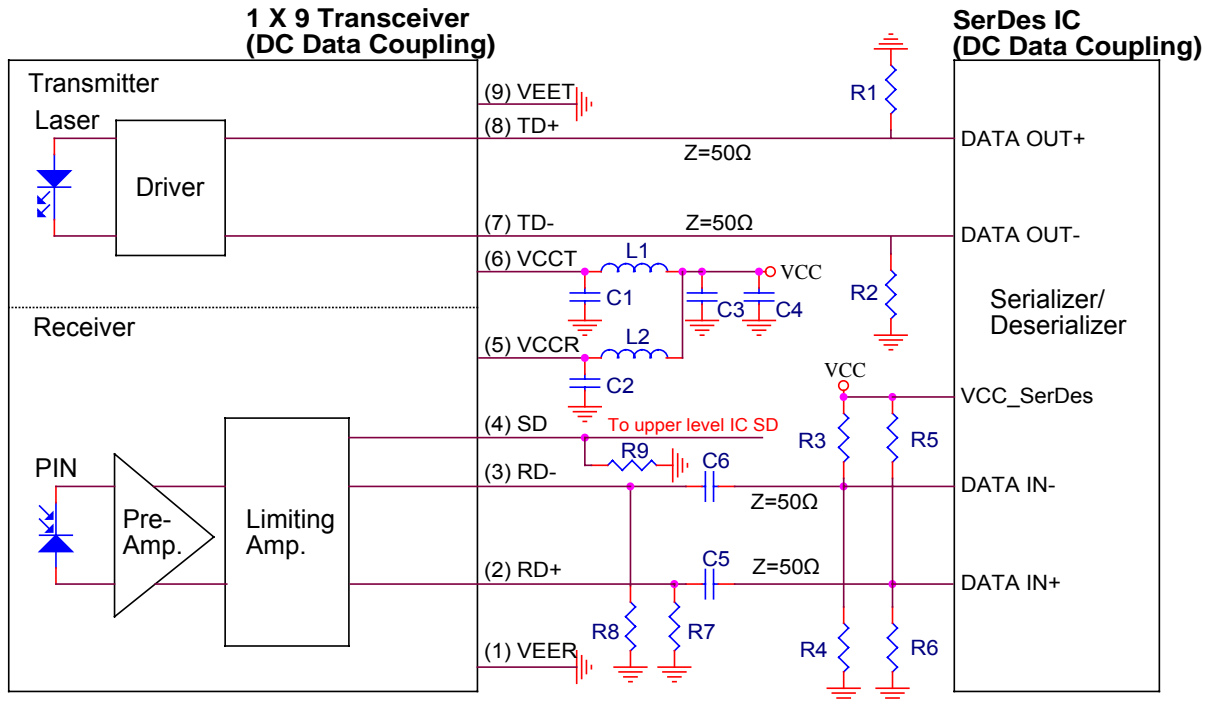 1 X 9 Transceiver
(DC Data Coupling)
SerDes IC
(DC Data Coupling)
Transmitter
Laser
Driver
(9) VEET
(8) TD+
Z=50Ω
R1
DATA OUT+
(7) TD-
Z=50Ω
DATA OUT-
(6) VCCT
L1
VCC
C1
C3
C4
R2
Serializer/
Deserializer
Receiver
(5) VCCR
L2
C2
VCC
VCC_SerDes
(4) SD
To upper level IC SD
R9
R3
R5
PIN
Pre-
Amp.
Limiting
Amp.
(3) RD-
C6
Z=50Ω
DATA IN-
(2) RD+
C5
Z=50Ω
DATA IN+
R8
R7
R4
R6
(1) VEER